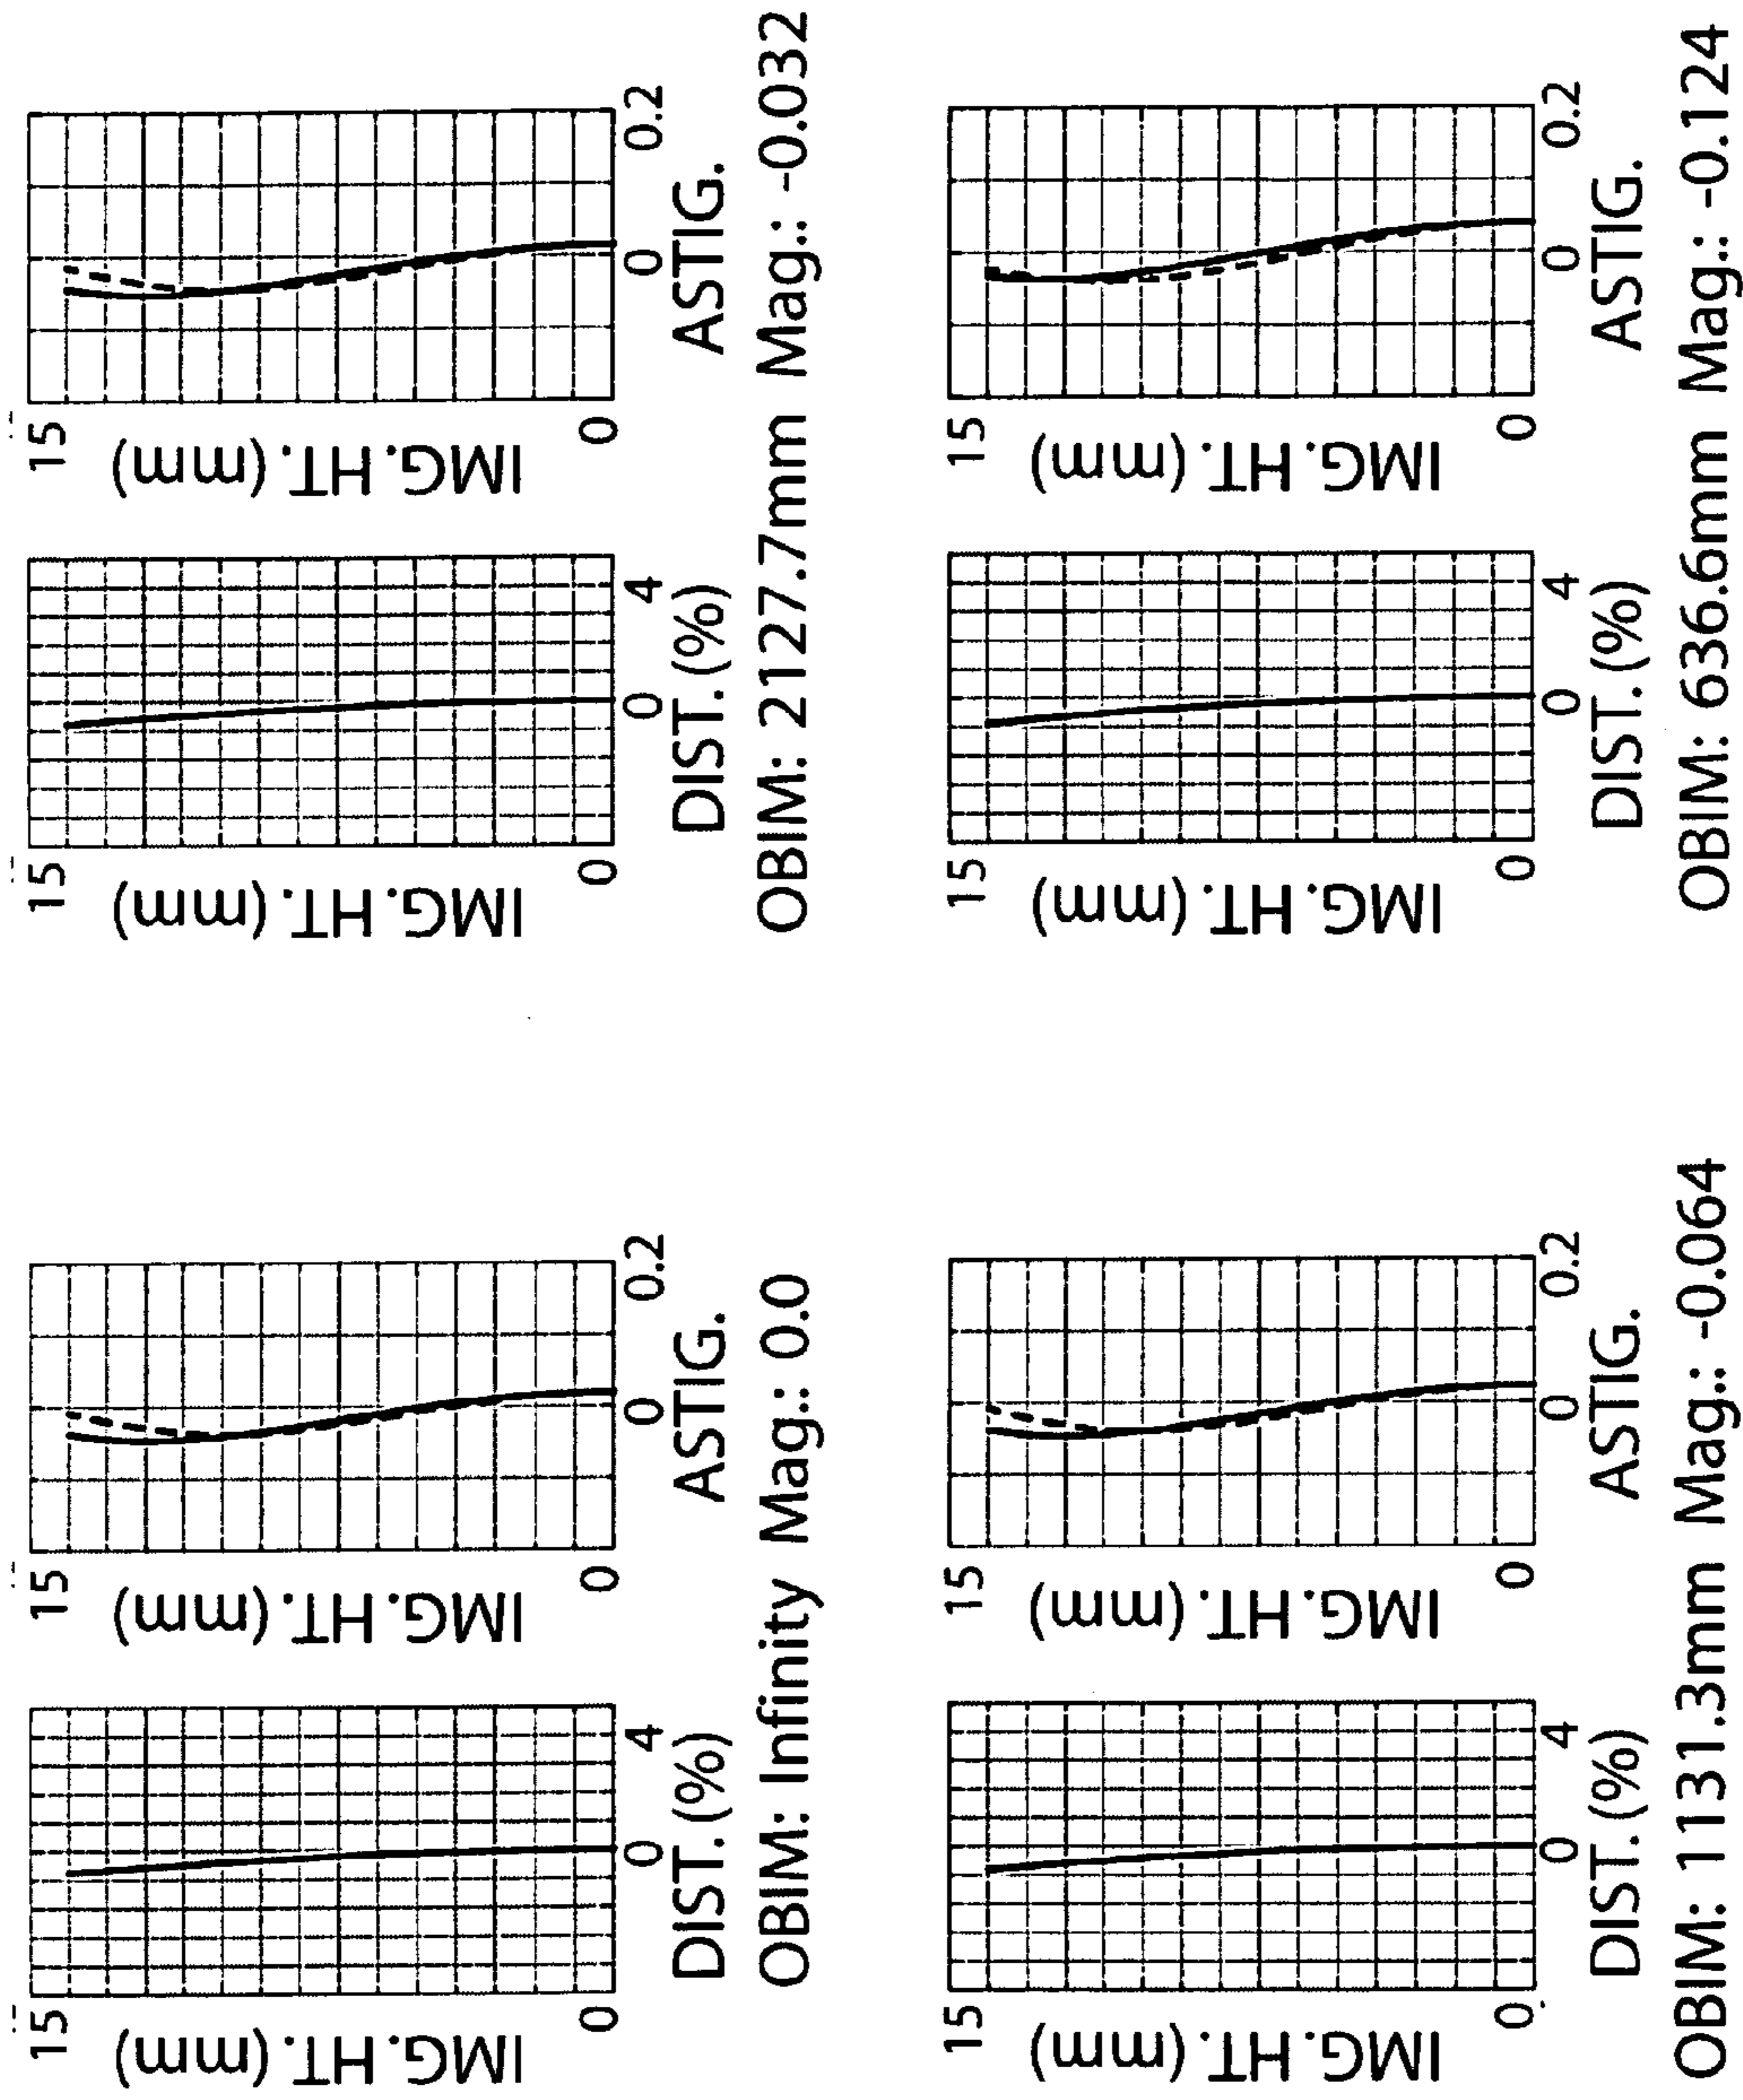 15
IMG. HT. (mm)
0
0 4
DIST. (%)
15
IMG. HT. (mm)
0
0 0.2
ASTIG.
OBIM: Infinity Mag.: 0.0
15
IMG. HT. (mm)
0
0 4
DIST. (%)
15
IMG. HT. (mm)
0
0 0.2
ASTIG.
OBIM: 2127.7mm Mag.: -0.032
15
IMG. HT. (mm)
0
0 4
DIST. (%)
15
IMG. HT. (mm)
0
0 0.2
ASTIG.
OBIM: 1131.3mm Mag.: -0.064
15
IMG. HT. (mm)
0
0 4
DIST. (%)
15
IMG. HT. (mm)
0
0 0.2
ASTIG.
OBIM: 636.6mm Mag.: -0.124